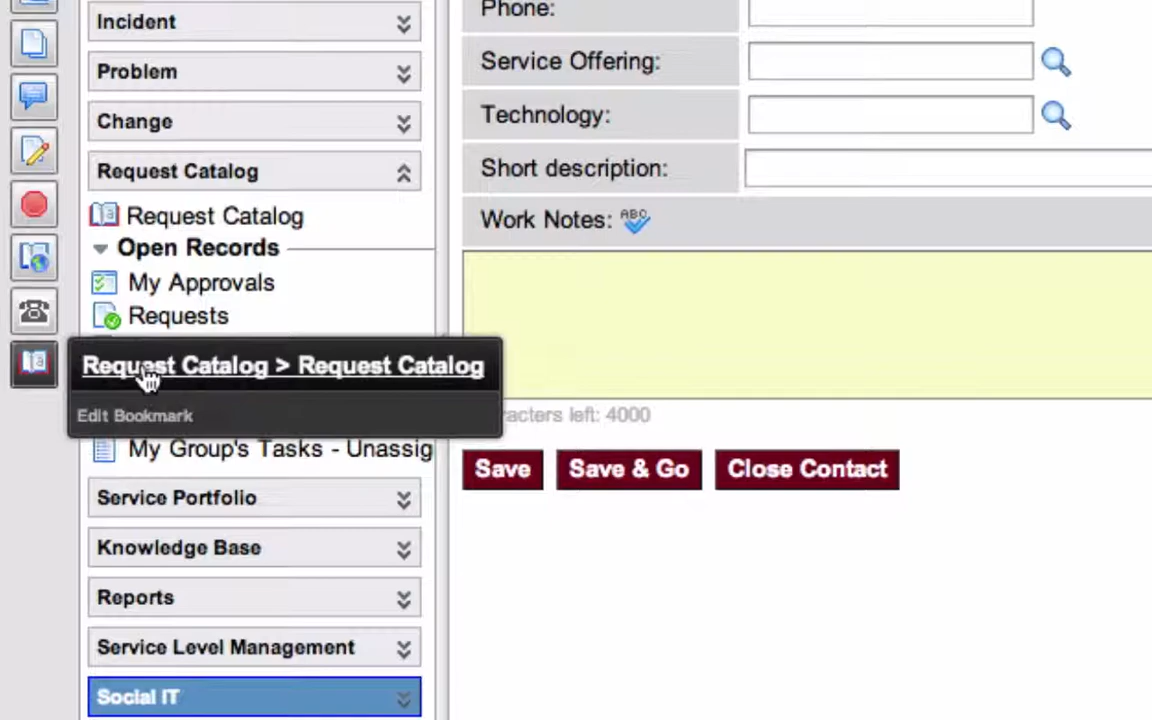 Incident
Problem
Change
Request Catalog
Request Catalog
Open Records
My Approvals
Requests
Request Catalog > Request Catalog
Edit Bookmark
My Group's Tasks - Unassig
Service Portfolio
Knowledge Base
Reports
Service Level Management
Social IT
Phone:
Service Offering:
Technology:
Short description:
Work Notes:
ABC
acters left: 4000
Save
Save & Go
Close Contact